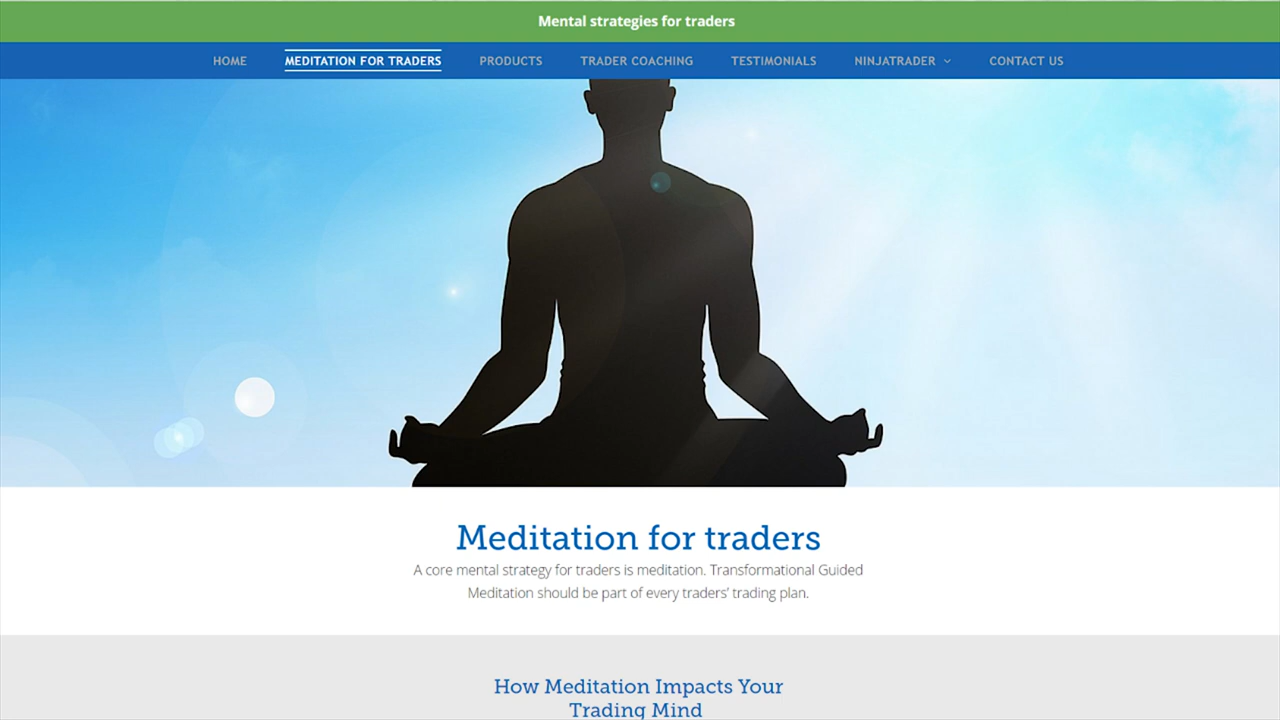 Mental strategies for traders
HOME MEDITATION FOR TRADERS PRODUCTS TRADER COACHING TESTIMONIALS NINJATRADER CONTACT US
Meditation for traders
A core mental strategy for traders is meditation. Transformational Guided
Meditation should be part of every traders’ trading plan.
How Meditation Impacts Your
Trading Mind